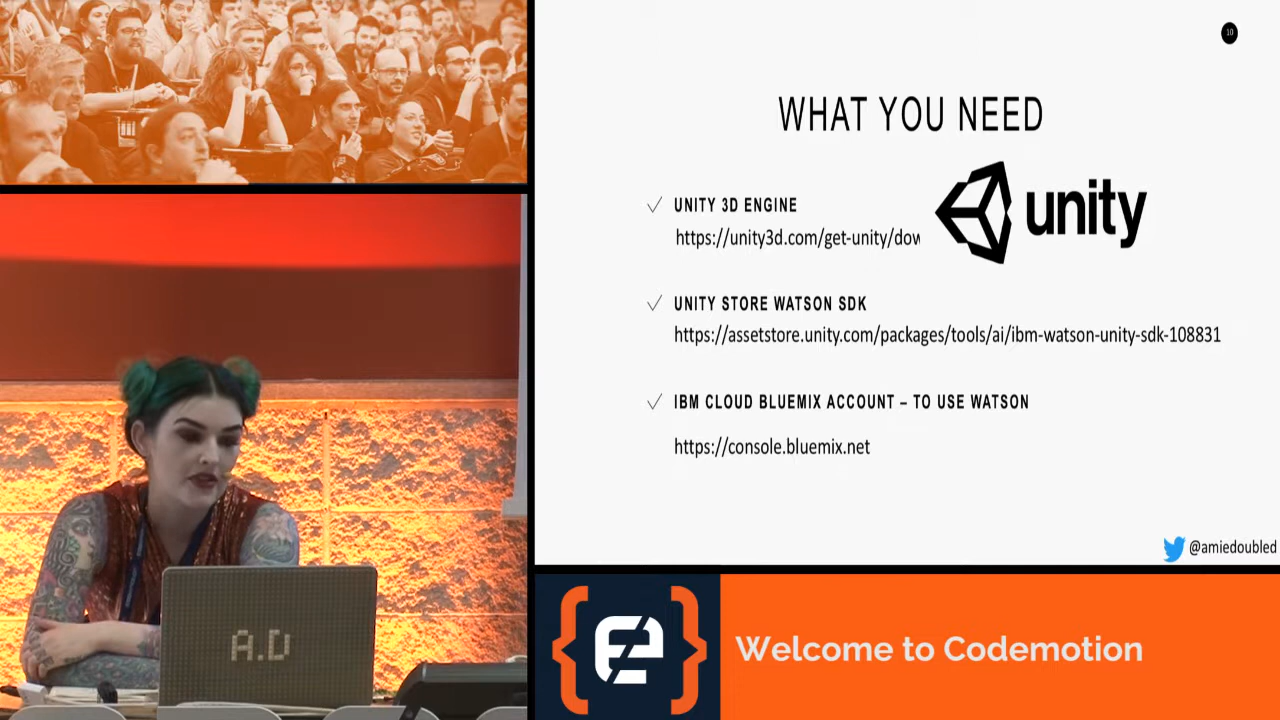 10
WHAT YOU NEED
UNITY 3D ENGINE
https://unity3d.com/get-unity/dow
unity
UNITY STORE WATSON SDK
https://assetstore.unity.com/packages/tools/ai/ibm-watson-unity-sdk-108831
IBM CLOUD BLUEMIX ACCOUNT – TO USE WATSON
https://console.bluemix.net
@amiedoubled
A.D
Welcome to Codemotion